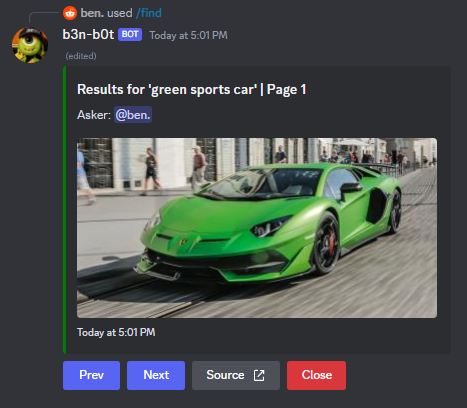 ben. used /find
b3n-b0t BOT Today at 5:01 PM
(edited)
Results for 'green sports car' | Page 1
Asker: @ben.
Today at 5:01 PM
Prev Next Source Close